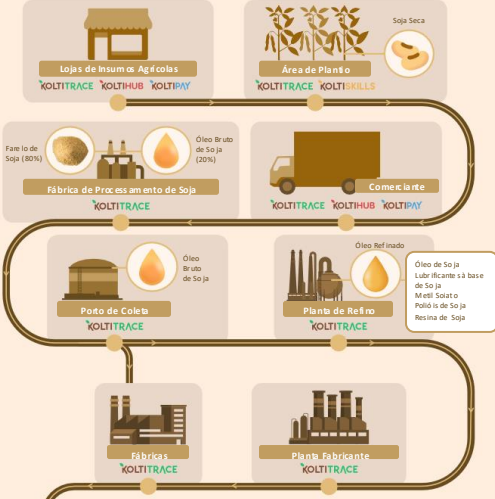 Lojas de Insumos Agrícolas
KOLTITRACE KOLTIHUB KOLTIPAY
Soja Seca
Área de Plantio
KOLTITRACE KOLTISKILLS
Farelo de
Soja (80%)
Óleo Bruto
de Soja
(20%)
Fábrica de Processamento de Soja
KOLTITRACE
Comerciante
KOLTITRACE KOLTIHUB KOLTIPAY
Óleo
Bruto
de Soja
Porto de Coleta
KOLTITRACE
Óleo Refinado
Planta de Refino
KOLTITRACE
Óleo de Soja
Lubrificantes à base
de Soja
Metil Soiato
Polióis de Soja
Resina de Soja
Fábricas
KOLTITRACE
Planta Fabricante
KOLTITRACE